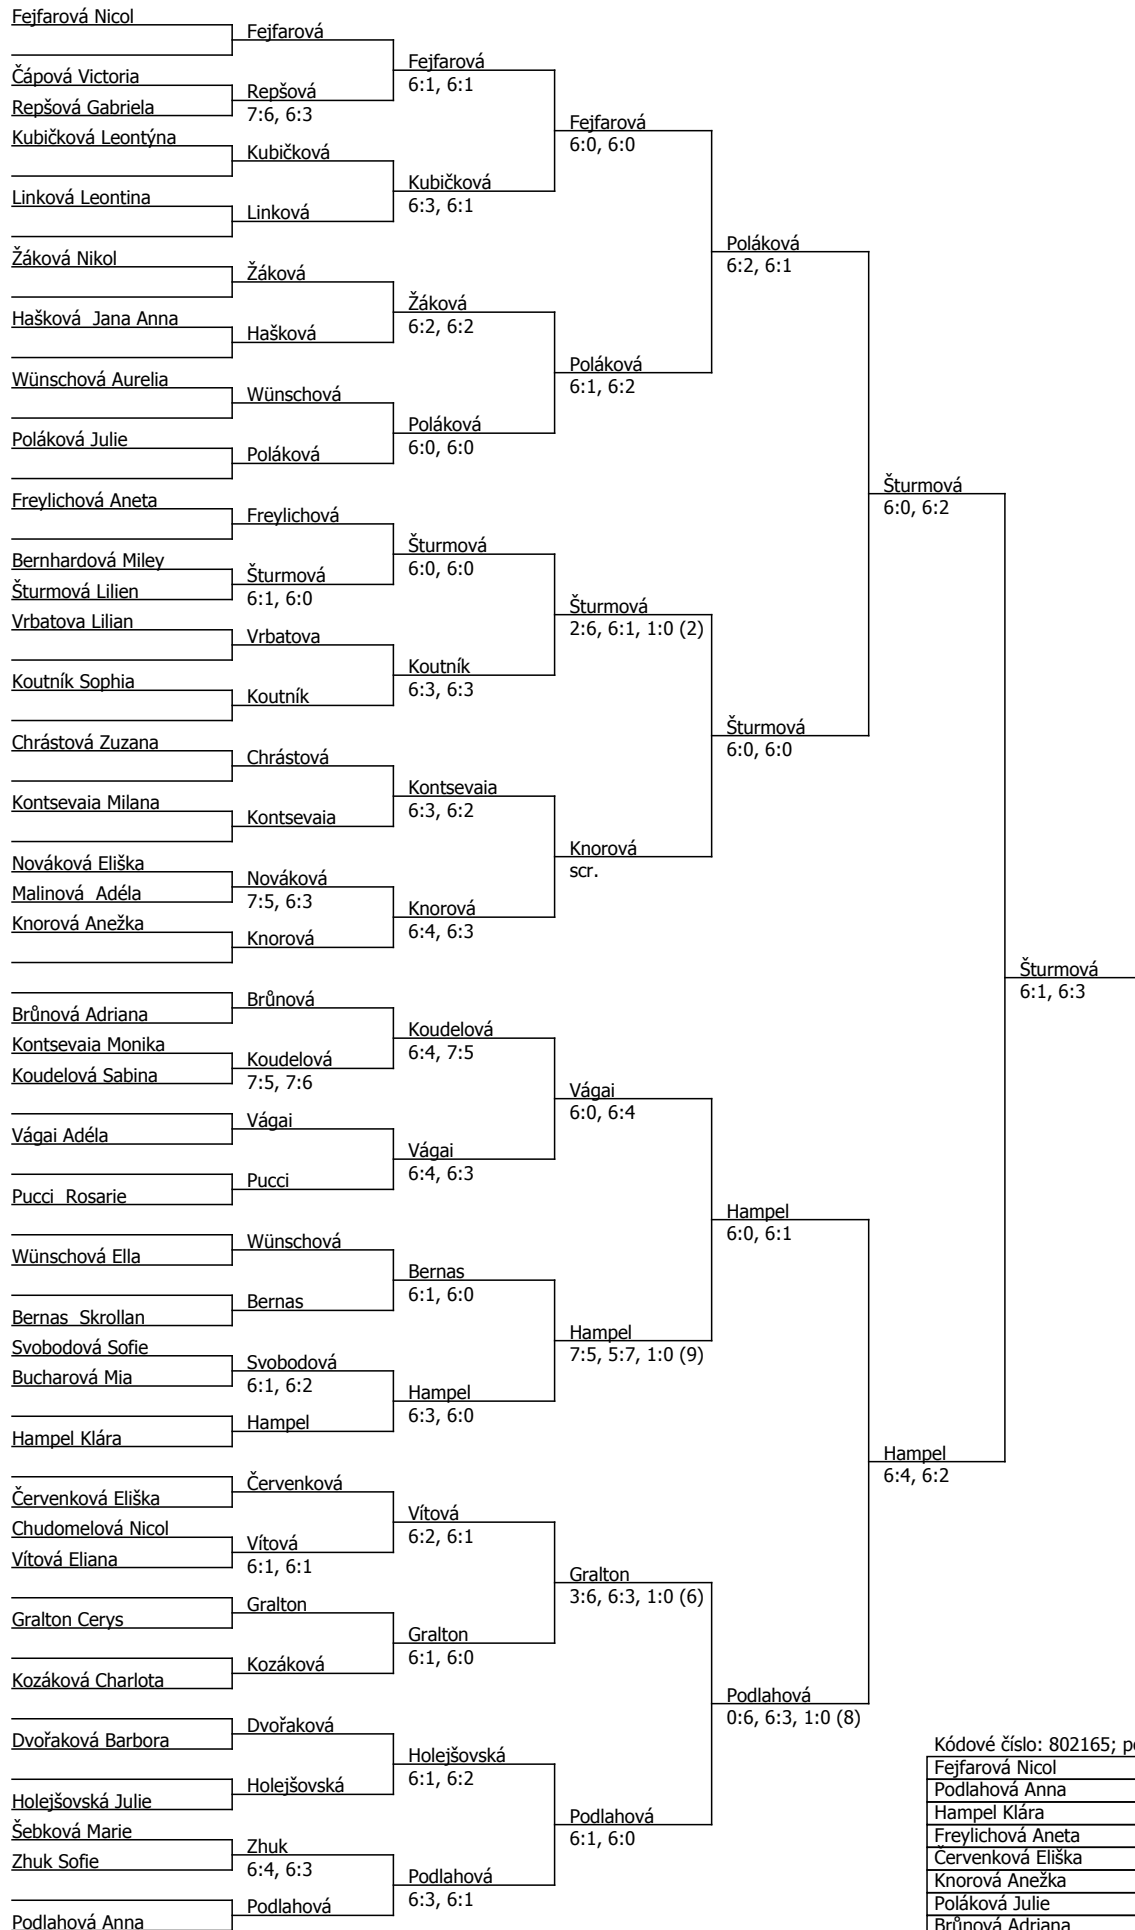 Fejfarová Nicol
Čápová Victoria
Repšová Gabriela
Kubičková Leontýna
Linková Leontina
Žáková Nikol
Hašková Jana Anna
Wünschová Aurelia
Poláková Julie
Freylichová Aneta
Bernhardová Miley
Šturmová Lilien
Vrbatova Lilian
Koutník Sophia
Chrástová Zuzana
Kontsevaia Milana
Nováková Eliška
Malinová Adéla
Knorová Anežka
Brůnová Adriana
Kontsevaia Monika
Koudelová Sabina
Vágai Adéla
Pucci Rosarie
Wünschová Ella
Bernas Skrollan
Svobodová Sofie
Bucharová Mia
Hampel Klára
Červenková Eliška
Chudomelová Nicol
Vítová Eliana
Gralton Cerys
Kozáková Charlota
Dvořaková Barbora
Holejšovská Julie
Šebková Marie
Zhuk Sofie
Podlahová Anna
Fejfarová
Repšová
7:6, 6:3
Kubičková
Linková
Žáková
Hašková
Wünschová
Poláková
Freylichová
Šturmová
6:1, 6:0
Vrbatova
Koutník
Chrástová
Kontsevaia
Nováková
7:5, 6:3
Knorová
Brůnová
Koudelová
7:5, 7:6
Vágai
Pucci
Wünschová
Bernas
Svobodová
6:1, 6:2
Hampel
Červenková
Vítová
6:1, 6:1
Gralton
Kozáková
Dvořaková
Holejšovská
Zhuk
6:4, 6:3
Podlahová
Fejfarová
6:1, 6:1
Kubičková
6:3, 6:1
Žáková
6:2, 6:2
Poláková
6:0, 6:0
Šturmová
6:0, 6:0
Koutník
6:3, 6:3
Kontsevaia
6:3, 6:2
Knorová
6:4, 6:3
Koudelová
6:4, 7:5
Vágai
6:4, 6:3
Bernas
6:1, 6:0
Hampel
6:3, 6:0
Vítová
6:2, 6:1
Gralton
6:1, 6:0
Holejšovská
6:1, 6:2
Podlahová
6:3, 6:1
Fejfarová
6:0, 6:0
Poláková
6:1, 6:2
Šturmová
2:6, 6:1, 1:0 (2)
Knorová
scr.
Vágai
6:0, 6:4
Hampel
7:5, 5:7, 1:0 (9)
Gralton
3:6, 6:3, 1:0 (6)
Podlahová
6:1, 6:0
Poláková
6:2, 6:1
Šturmová
6:0, 6:0
Hampel
6:0, 6:1
Podlahová
0:6, 6:3, 1:0 (8)
Šturmová
6:0, 6:2
Hampel
6:4, 6:2
Šturmová
6:1, 6:3
Kódové číslo: 802165;
Fejfarová Nicol
Podlahová Anna
Hampel Klára
Freylichová Aneta
Červenková Eliška
Knorová Anežka
Poláková Julie
Brůnová Adriana